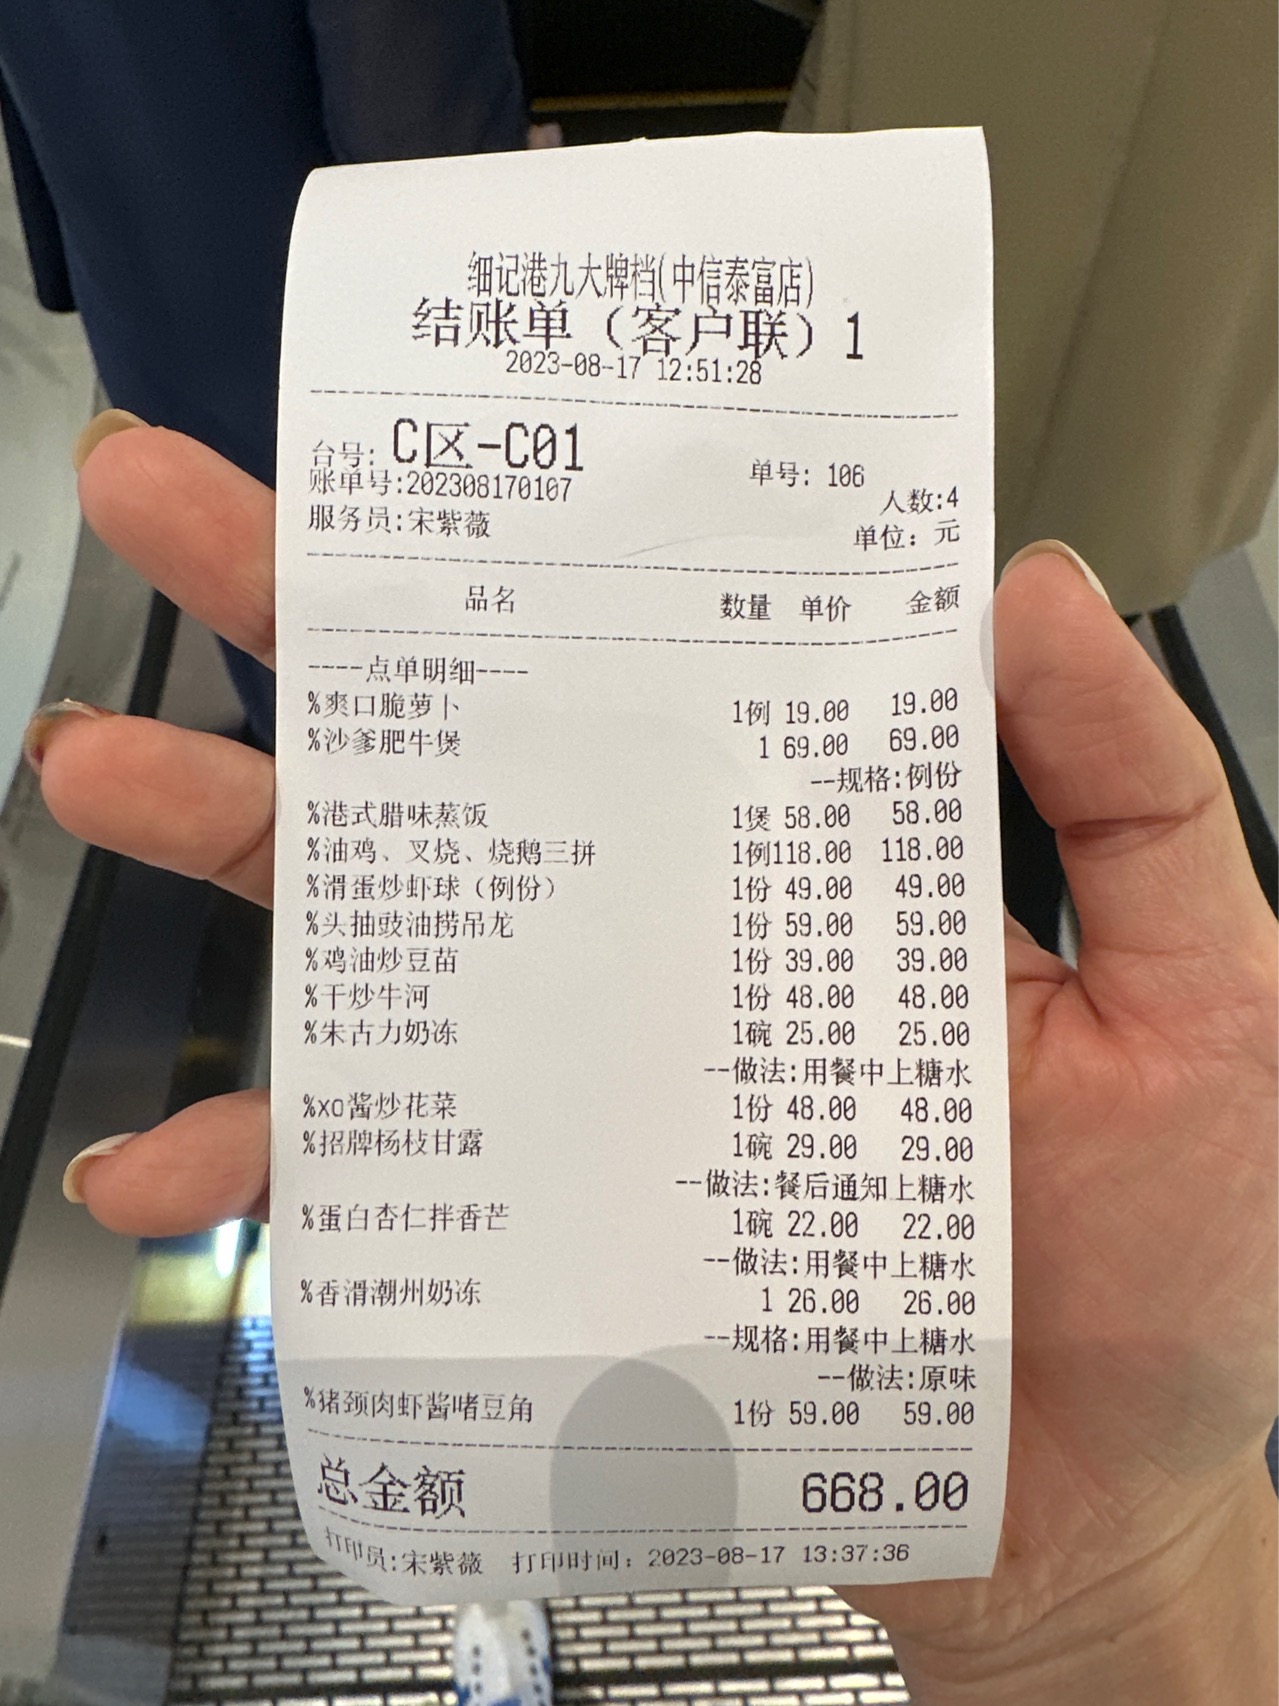 细记港九大牌档(中信泰富店)
结账单（客户联）1
2023-08-17 12:51:28
台号: C区-C01 单号: 106
账单号:202308170107 人数:4
服务员:宋紫薇 单位: 元
品名 数量 单价 金额
----点单明细----
%爽口脆萝卜 1例 19.00 19.00
%沙爹肥牛煲 1 69.00 69.00
--规格:例份
%港式腊味蒸饭 1煲 58.00 58.00
%油鸡、叉烧、烧鹅三拼 1例118.00 118.00
%滑蛋炒虾球（例份） 1份 49.00 49.00
%头抽豉油捞吊龙 1份 59.00 59.00
%鸡油炒豆苗 1份 39.00 39.00
%干炒牛河 1份 48.00 48.00
%朱古力奶冻 1碗 25.00 25.00
--做法:用餐中上糖水
%xo酱炒花菜 1份 48.00 48.00
%招牌杨枝甘露 1碗 29.00 29.00
--做法:餐后通知上糖水
%蛋白杏仁拌香芒 1碗 22.00 22.00
--做法:用餐中上糖水
%香滑潮州奶冻 1 26.00 26.00
--规格:用餐中上糖水
--做法:原味
%猪颈肉虾酱啫豆角 1份 59.00 59.00
总金额 668.00
打印员:宋紫薇 打印时间: 2023-08-17 13:37:36